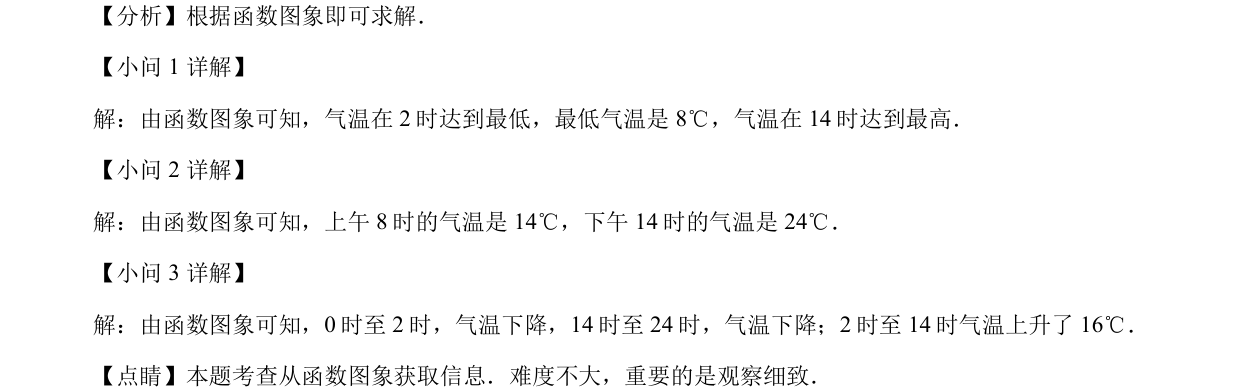 【分析】根据函数图象即可求解．
【小问 1 详解】
解：由函数图象可知，气温在 2 时达到最低，最低气温是 8℃，气温在 14 时达到最高．
【小问 2 详解】
解：由函数图象可知，上午 8 时的气温是 14℃，下午 14 时的气温是 24℃．
【小问 3 详解】
解：由函数图象可知，0 时至 2 时，气温下降，14 时至 24 时，气温下降；2 时至 14 时气温上升了 16℃．
【点睛】本题考查从函数图象获取信息．难度不大，重要的是观察细致．